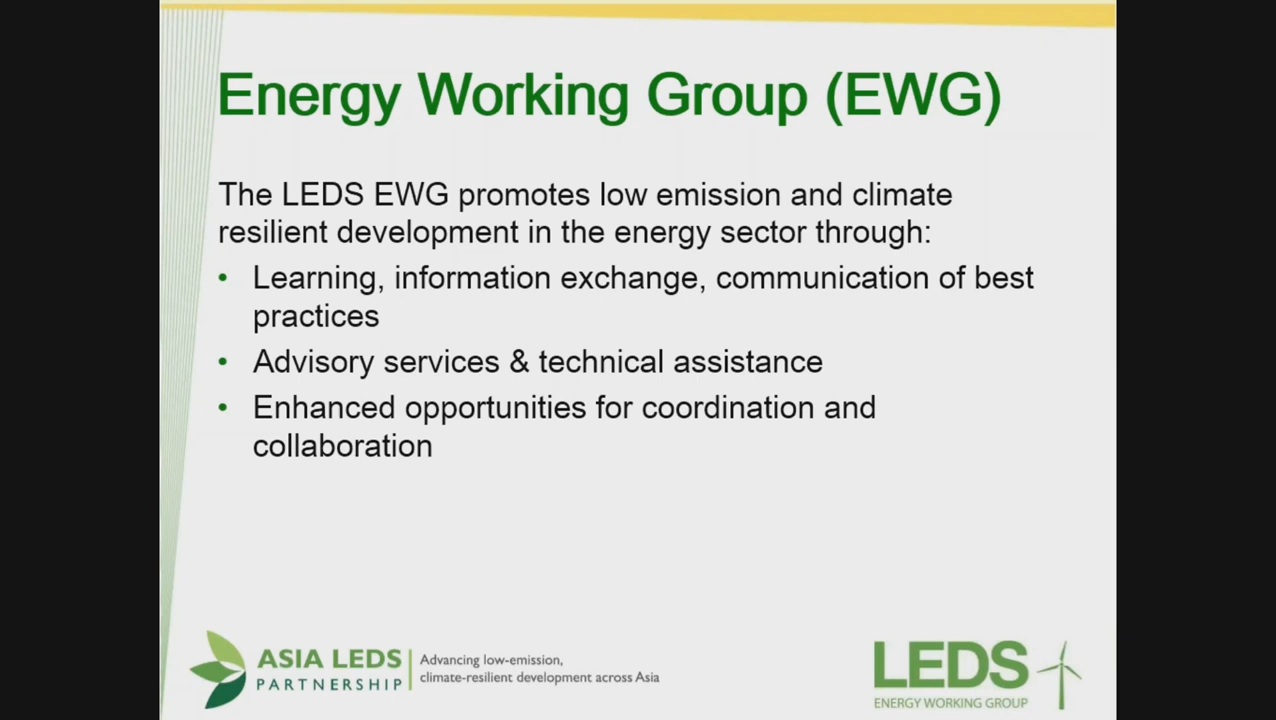 Energy Working Group (EWG)
The LEDS EWG promotes low emission and climate
resilient development in the energy sector through:
• Learning, information exchange, communication of best
practices
• Advisory services & technical assistance
• Enhanced opportunities for coordination and
collaboration
ASIA LEDS
PARTNERSHIP
Advancing low-emission,
climate-resilient development across Asia
LEDS
ENERGY WORKING GROUP